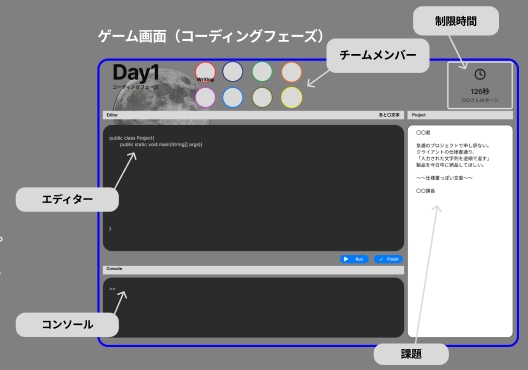 制限時間
ゲーム画面（コーディングフェーズ）
チームメンバー
Day1
コーディングフェーズ
Writing
126秒
〇〇さんのターン
Editor
あと〇文字
Project
public class Project{
public static void main(String[] args){
}
〇〇君
急遽のプロジェクトで申し訳ない。
クライアントの仕様書通り、
「入力された文字列を逆順で返す」
製品を今日中に納品してほしい。
〜〜仕様書っぽい文章〜〜
〇〇課長
エディター
Run
Finish
Console
コンソール
課題